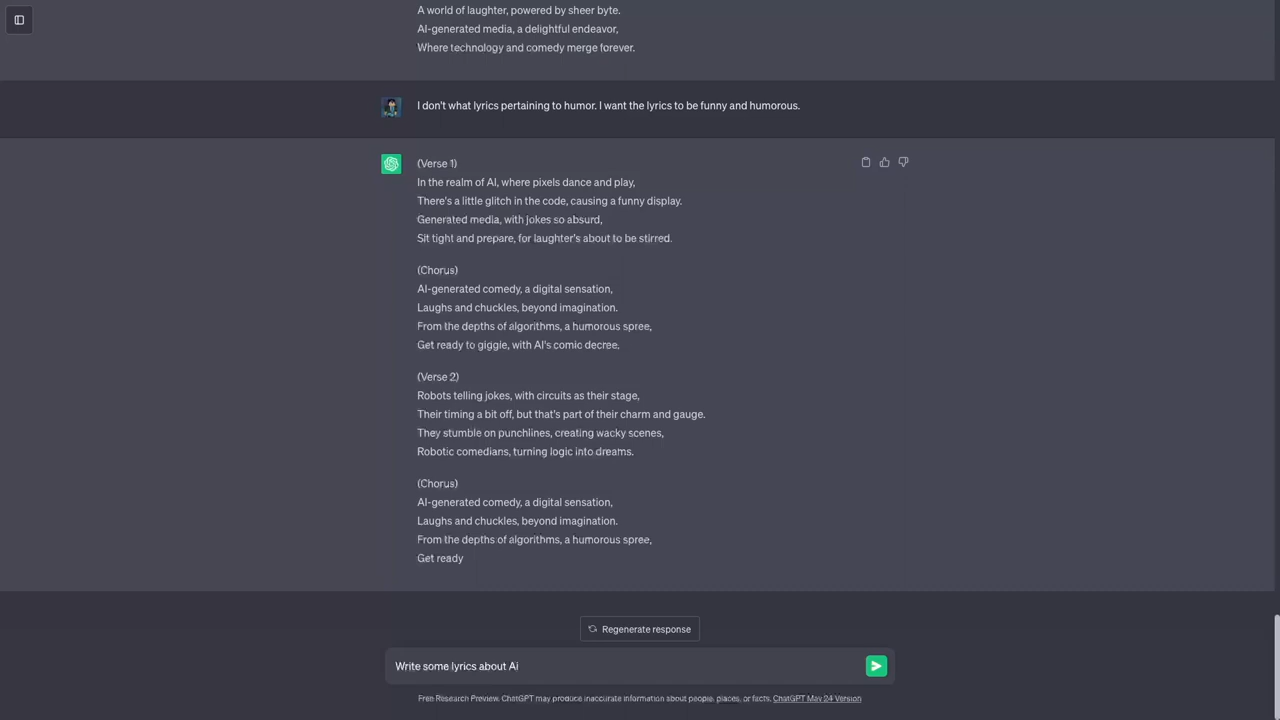 A world of laughter, powered by sheer byte.
AI-generated media, a delightful endeavor,
Where technology and comedy merge forever.
I don't what lyrics pertaining to humor. I want the lyrics to be funny and humorous.
(Verse 1)
In the realm of AI, where pixels dance and play,
There's a little glitch in the code, causing a funny display.
Generated media, with jokes so absurd,
Sit tight and prepare, for laughter's about to be stirred.
(Chorus)
AI-generated comedy, a digital sensation,
Laughs and chuckles, beyond imagination.
From the depths of algorithms, a humorous spree,
Get ready to giggle, with AI's comic decree,
(Verse 2)
Robots telling jokes, with circuits as their stage,
Their timing a bit off, but that's part of their charm and gauge.
They stumble on punchlines, creating wacky scenes,
Robotic comedians, turning logic into dreams.
(Chorus)
AI-generated comedy, a digital sensation,
Laughs and chuckles, beyond imagination.
From the depths of algorithms, a humorous spree,
Get ready
Regenerate response
Write some lyrics about Ai
Free Research Preview. ChatGPT may produce inaccurate information about people, places, or facts. ChatGPT May 24 Version